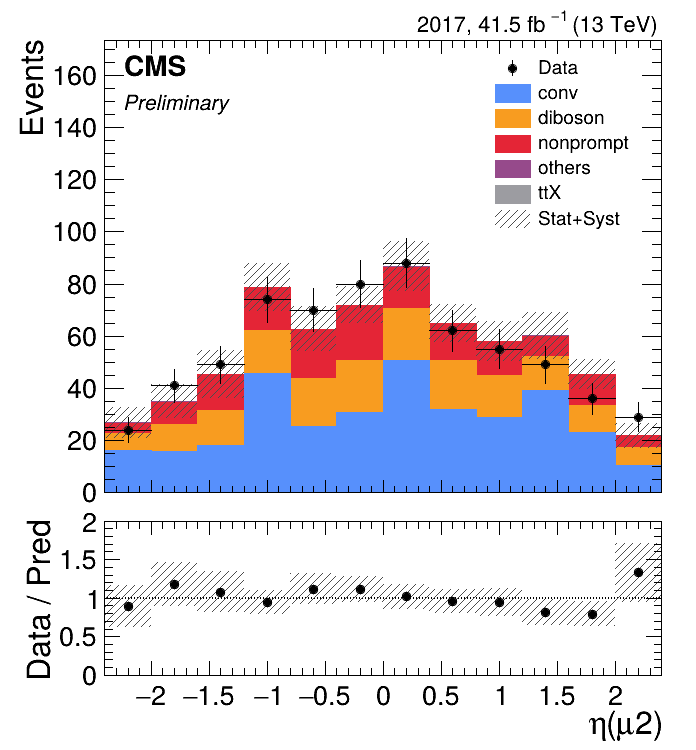 2017, 41.5 fb⁻¹ (13 TeV)
CMS
Preliminary
Events
160
140
120
100
80
60
40
20
0
Data
conv
diboson
nonprompt
others
ttX
Stat+Syst
Data / Pred
2
1.5
1
0.5
0
−2 −1.5 −1 −0.5 0 0.5 1 1.5 2
η(μ2)